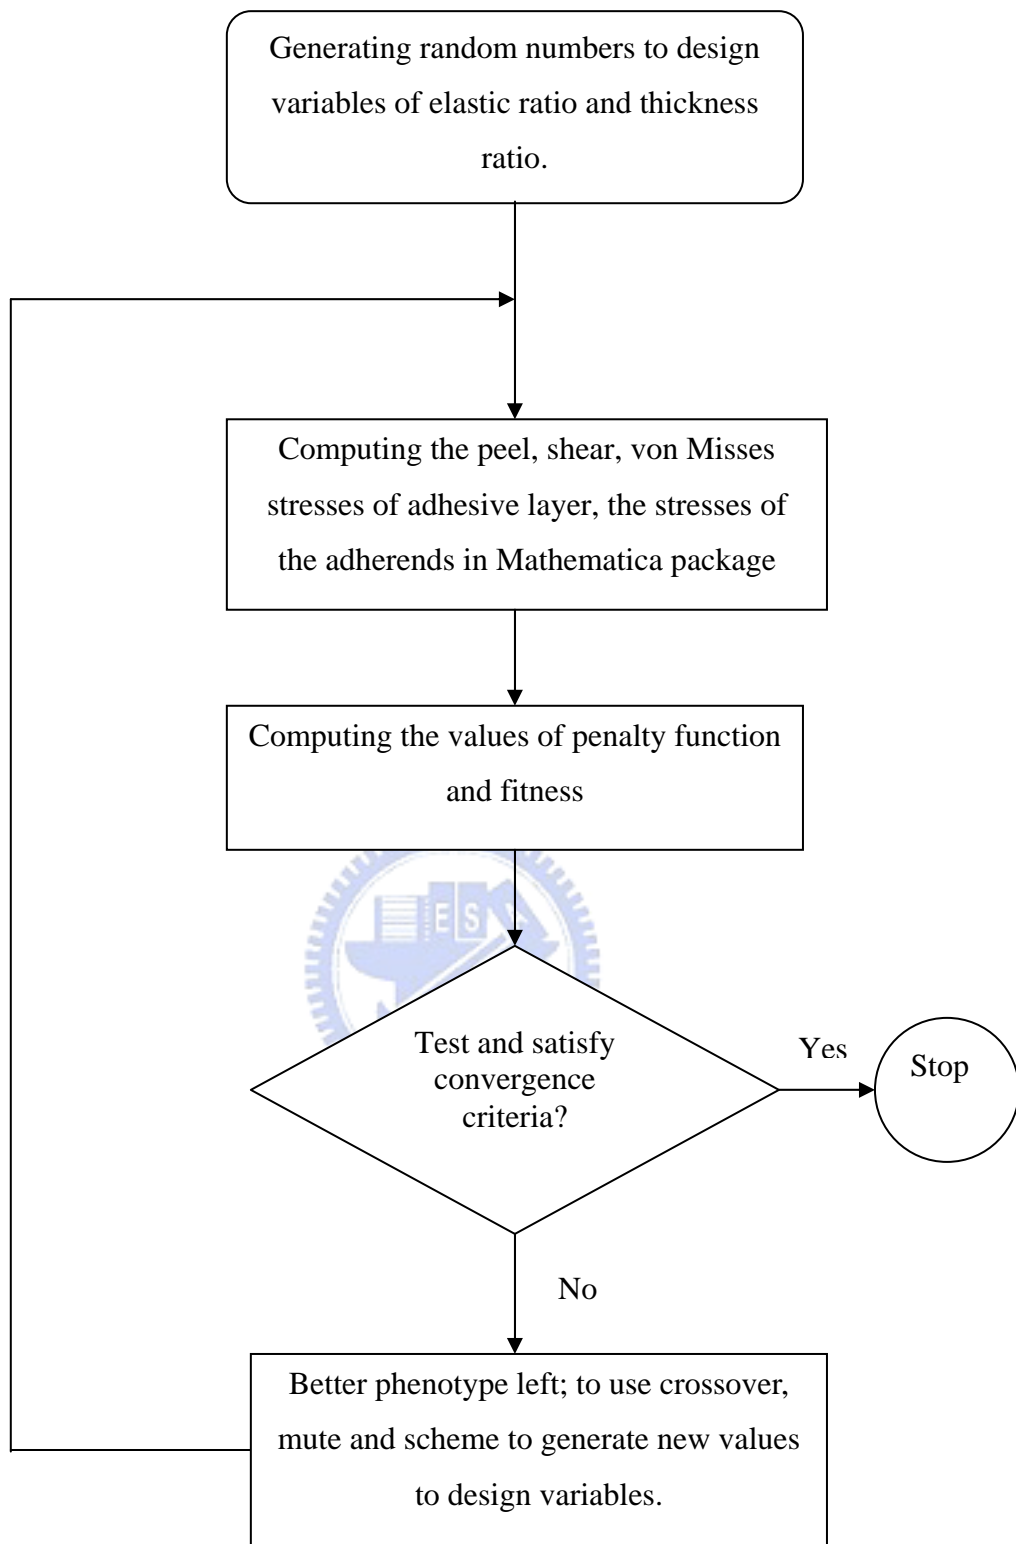 Generating random numbers to design
variables of elastic ratio and thickness
ratio.
Computing the peel, shear, von Misses
stresses of adhesive layer, the stresses of
the adherends in Mathematica package
Computing the values of penalty function
and fitness
E S
Test and satisfy
convergence
criteria?
Yes
Stop
No
Better phenotype left; to use crossover,
mute and scheme to generate new values
to design variables.